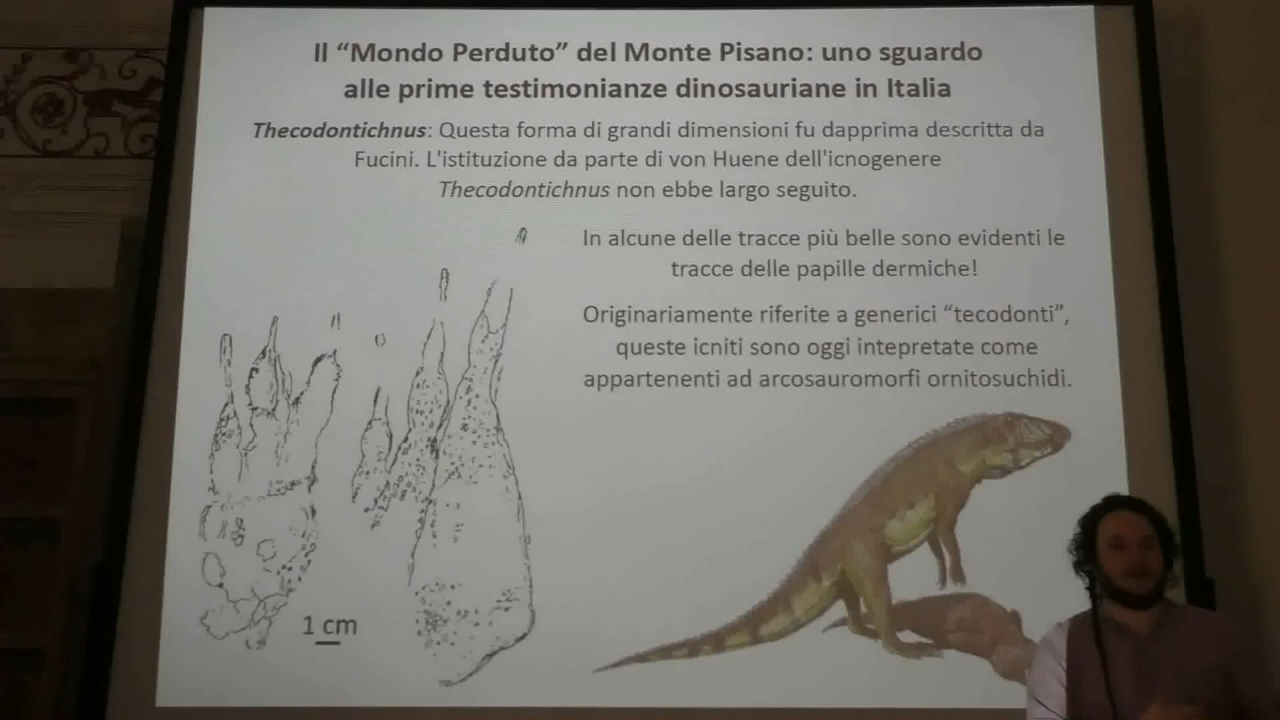 Il “Mondo Perduto” del Monte Pisano: uno sguardo
alle prime testimonianze dinosauriane in Italia
Thecodontichnus: Questa forma di grandi dimensioni fu dapprima descritta da
Fucini. L'istituzione da parte di von Huene dell'icnogenere
Thecodontichnus non ebbe largo seguito.
In alcune delle tracce più belle sono evidenti le
tracce delle papille dermiche!
Originariamente riferite a generici “tecodonti”,
queste icniti sono oggi intepretate come
appartenenti ad arcosauromorfi ornitosuchidi.
1 cm